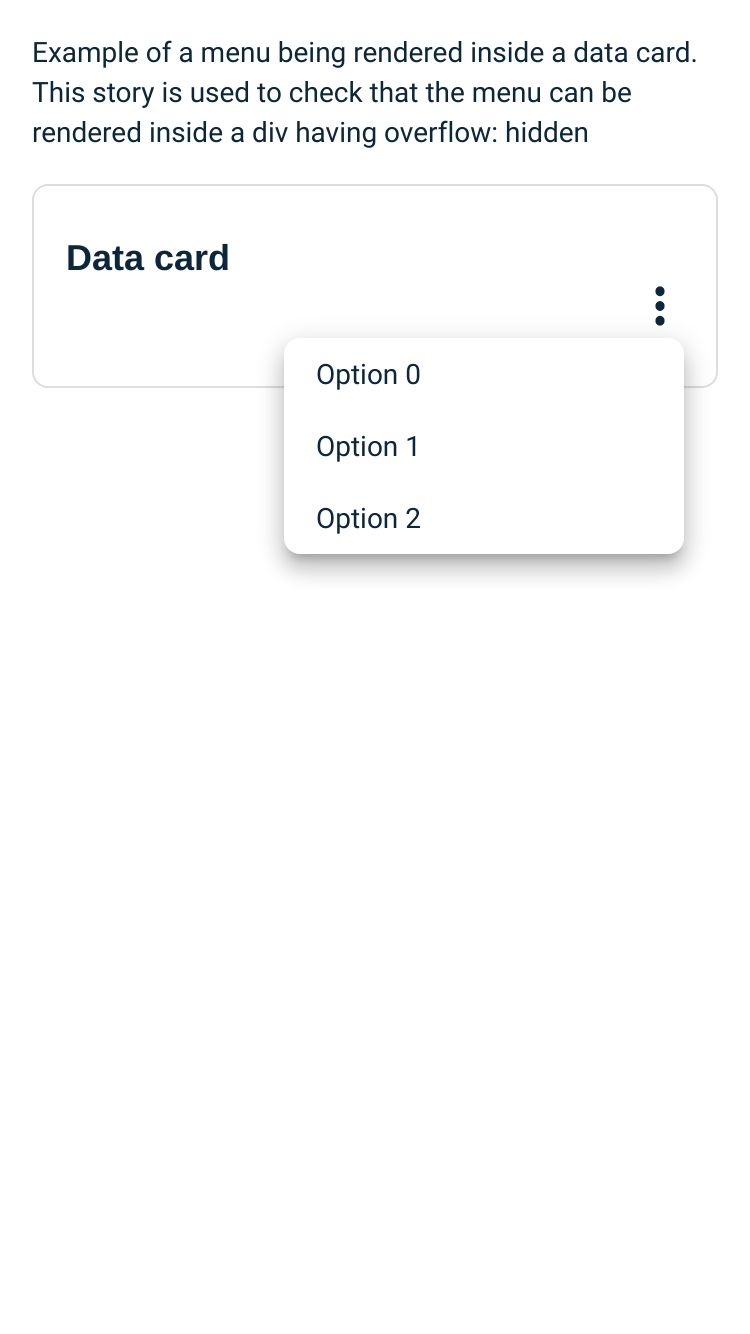 Example of a menu being rendered inside a data card.
This story is used to check that the menu can be
rendered inside a div having overflow: hidden
Data card
Option 0
Option 1
Option 2